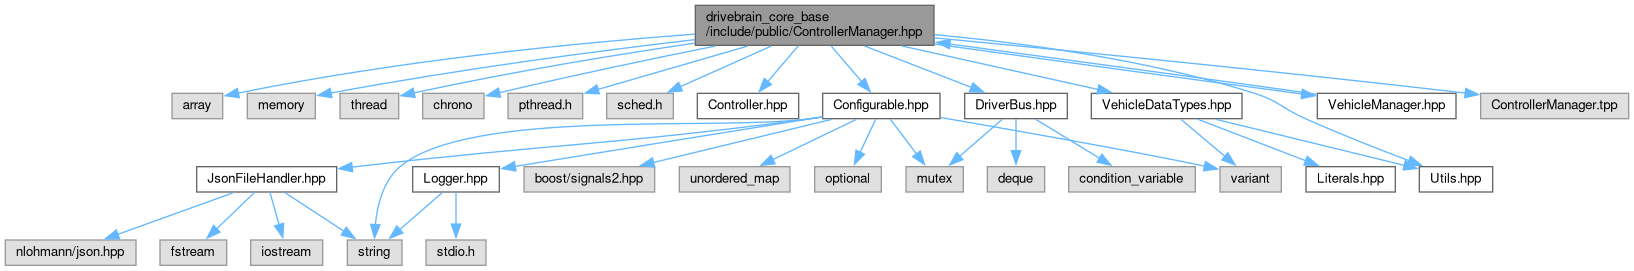 drivebrain_core_base
/include/public/ControllerManager.hpp
array
memory
thread
chrono
pthread.h
sched.h
Controller.hpp
Configurable.hpp
DriverBus.hpp
VehicleDataTypes.hpp
VehicleManager.hpp
ControllerManager.tpp
JsonFileHandler.hpp
Logger.hpp
boost/signals2.hpp
unordered_map
optional
mutex
deque
condition_variable
variant
Literals.hpp
Utils.hpp
nlohmann/json.hpp
fstream
iostream
string
stdio.h